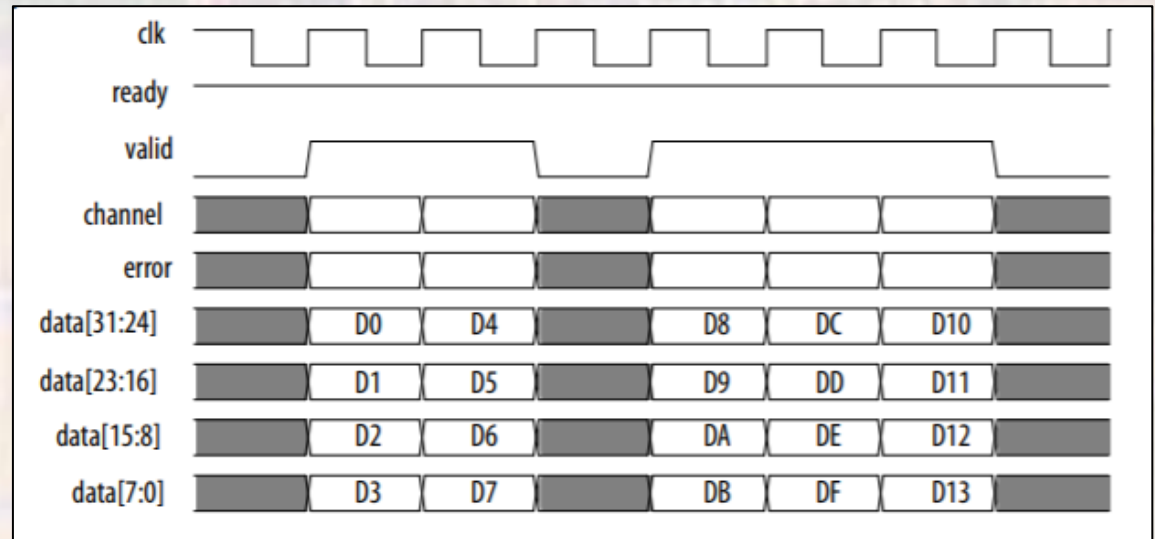 clk
ready
valid
channel
error
data[31:24] D0 D4 D8 DC D10
data[23:16] D1 D5 D9 DD D11
data[15:8] D2 D6 DA DE D12
data[7:0] D3 D7 DB DF D13